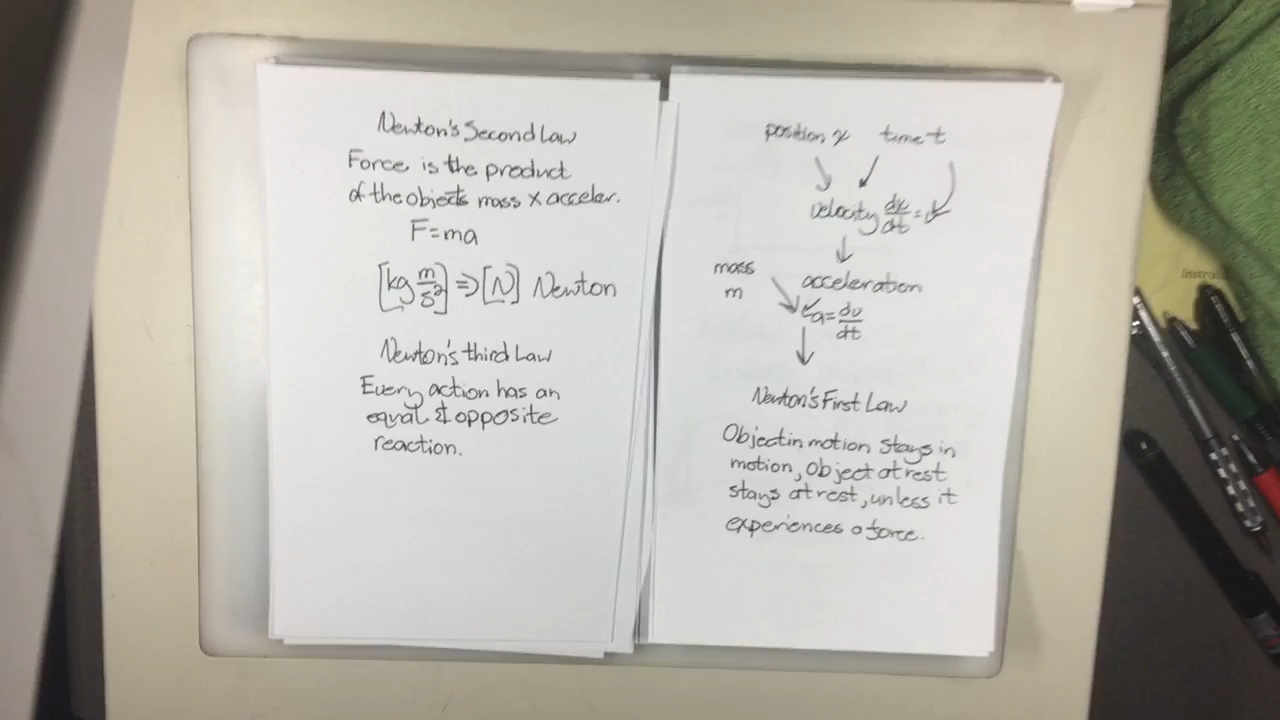 Newton's Second Law
Force is the product
of the objects mass x acceler.
F=ma
[kg m/s²] => [N] Newton
Newton's third Law
Every action has an
equal & opposite
reaction.
position x time t
velocity dx/dt = v
mass
m
acceleration
a = dv/dt
Newton's First Law
Object in motion stays in
motion, Object at rest
stays at rest, unless it
experiences a force.